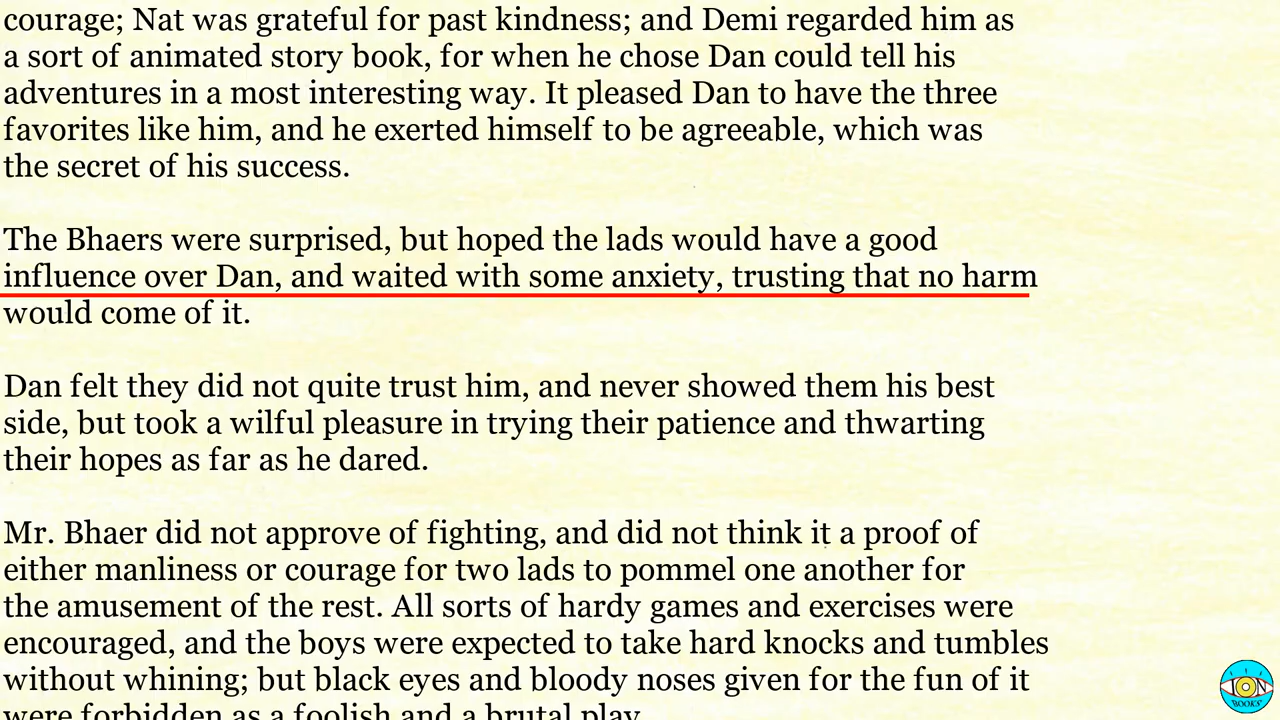 courage; Nat was grateful for past kindness; and Demi regarded him as
a sort of animated story book, for when he chose Dan could tell his
adventures in a most interesting way. It pleased Dan to have the three
favorites like him, and he exerted himself to be agreeable, which was
the secret of his success.
The Bhaers were surprised, but hoped the lads would have a good
influence over Dan, and waited with some anxiety, trusting that no harm
would come of it.
Dan felt they did not quite trust him, and never showed them his best
side, but took a wilful pleasure in trying their patience and thwarting
their hopes as far as he dared.
Mr. Bhaer did not approve of fighting, and did not think it a proof of
either manliness or courage for two lads to pommel one another for
the amusement of the rest. All sorts of hardy games and exercises were
encouraged, and the boys were expected to take hard knocks and tumbles
without whining; but black eyes and bloody noses given for the fun of it
were forbidden as a foolish and a brutal play.
ION
BOOKS